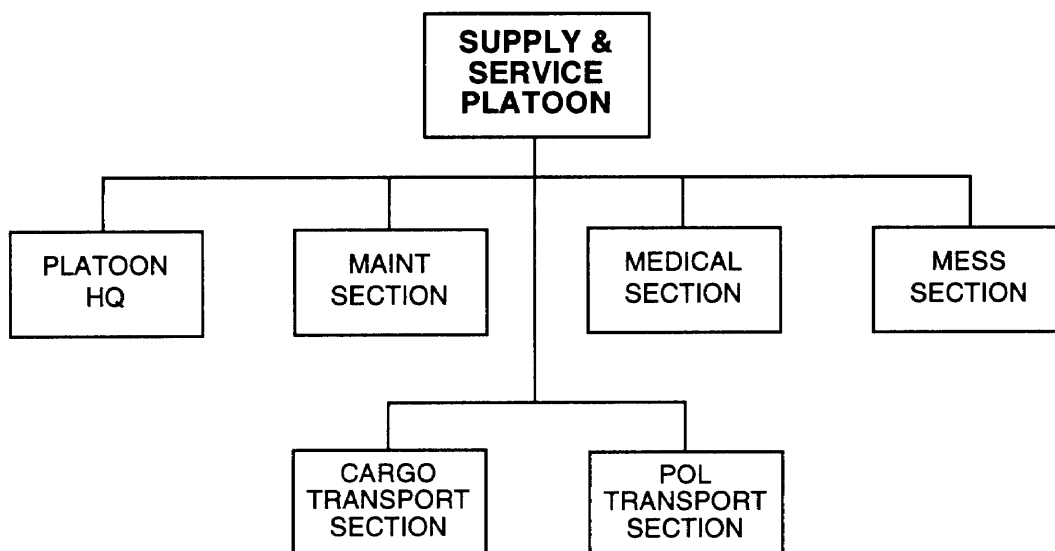 SUPPLY &
SERVICE
PLATOON
PLATOON
HQ
MAINT
SECTION
MEDICAL
SECTION
MESS
SECTION
CARGO
TRANSPORT
SECTION
POL
TRANSPORT
SECTION